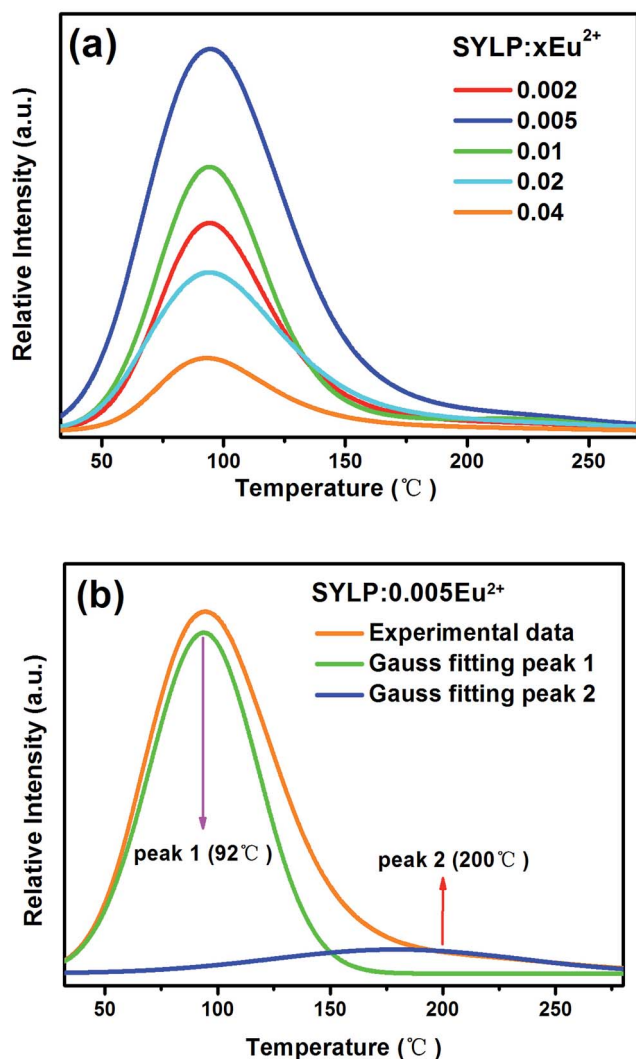 (a)
SYLP:xEu²⁺
0.002
0.005
0.01
0.02
0.04
Relative Intensity (a.u.)
50 100 150 200 250
Temperature (℃ )
(b)
SYLP:0.005Eu²⁺
Experimental data
Gauss fitting peak 1
Gauss fitting peak 2
Relative Intensity (a.u.)
peak 1 (92℃ )
peak 2 (200℃ )
50 100 150 200 250
Temperature (℃ )